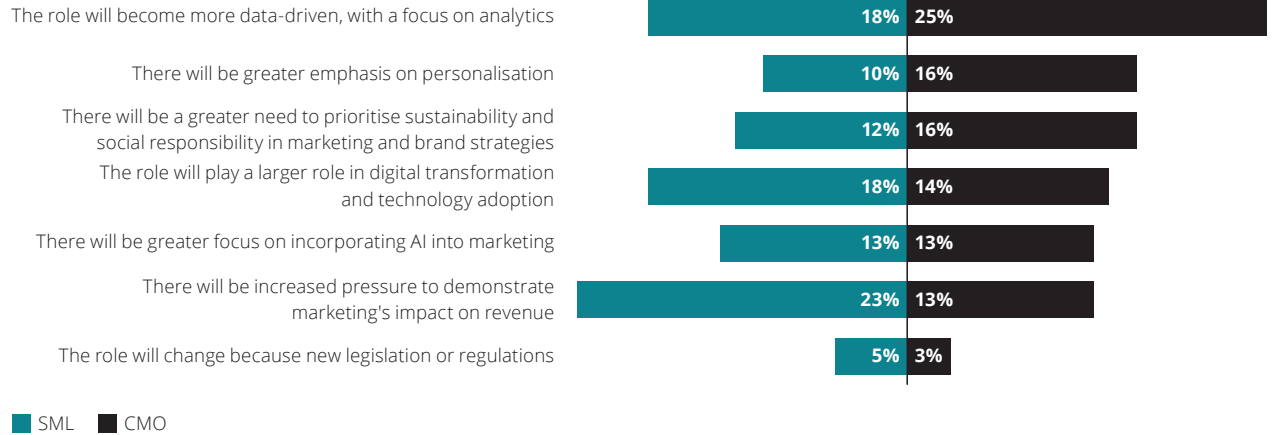 The role will become more data-driven, with a focus on analytics 18% 25%
There will be greater emphasis on personalisation 10% 16%
There will be a greater need to prioritise sustainability and
social responsibility in marketing and brand strategies 12% 16%
The role will play a larger role in digital transformation
and technology adoption 18% 14%
There will be greater focus on incorporating AI into marketing 13% 13%
There will be increased pressure to demonstrate
marketing's impact on revenue 23% 13%
The role will change because new legislation or regulations 5% 3%
SML CMO